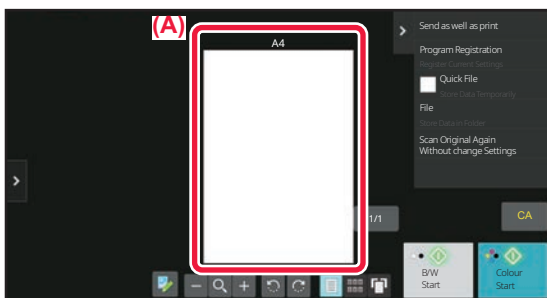 (A)
A4
Send as well as print
Program Registration
Register Current Settings
Quick File
Store Data Temporarily
File
Store Data in Folder
Scan Original Again
Without change Settings
1/1
CA
B/W
Start
Colour
Start